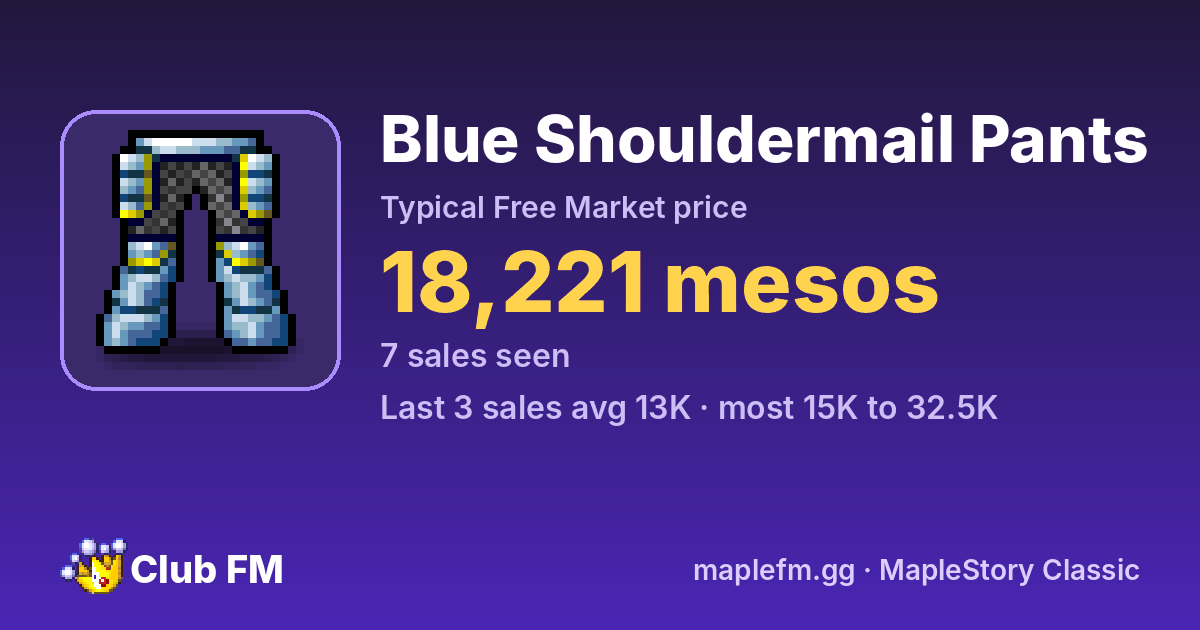 Blue Shouldermail Pants
Typical Free Market price
18,221 mesos
7 sales seen
Last 3 sales avg 13K · most 15K to 32.5K
Club FM
maplefm.gg · MapleStory Classic